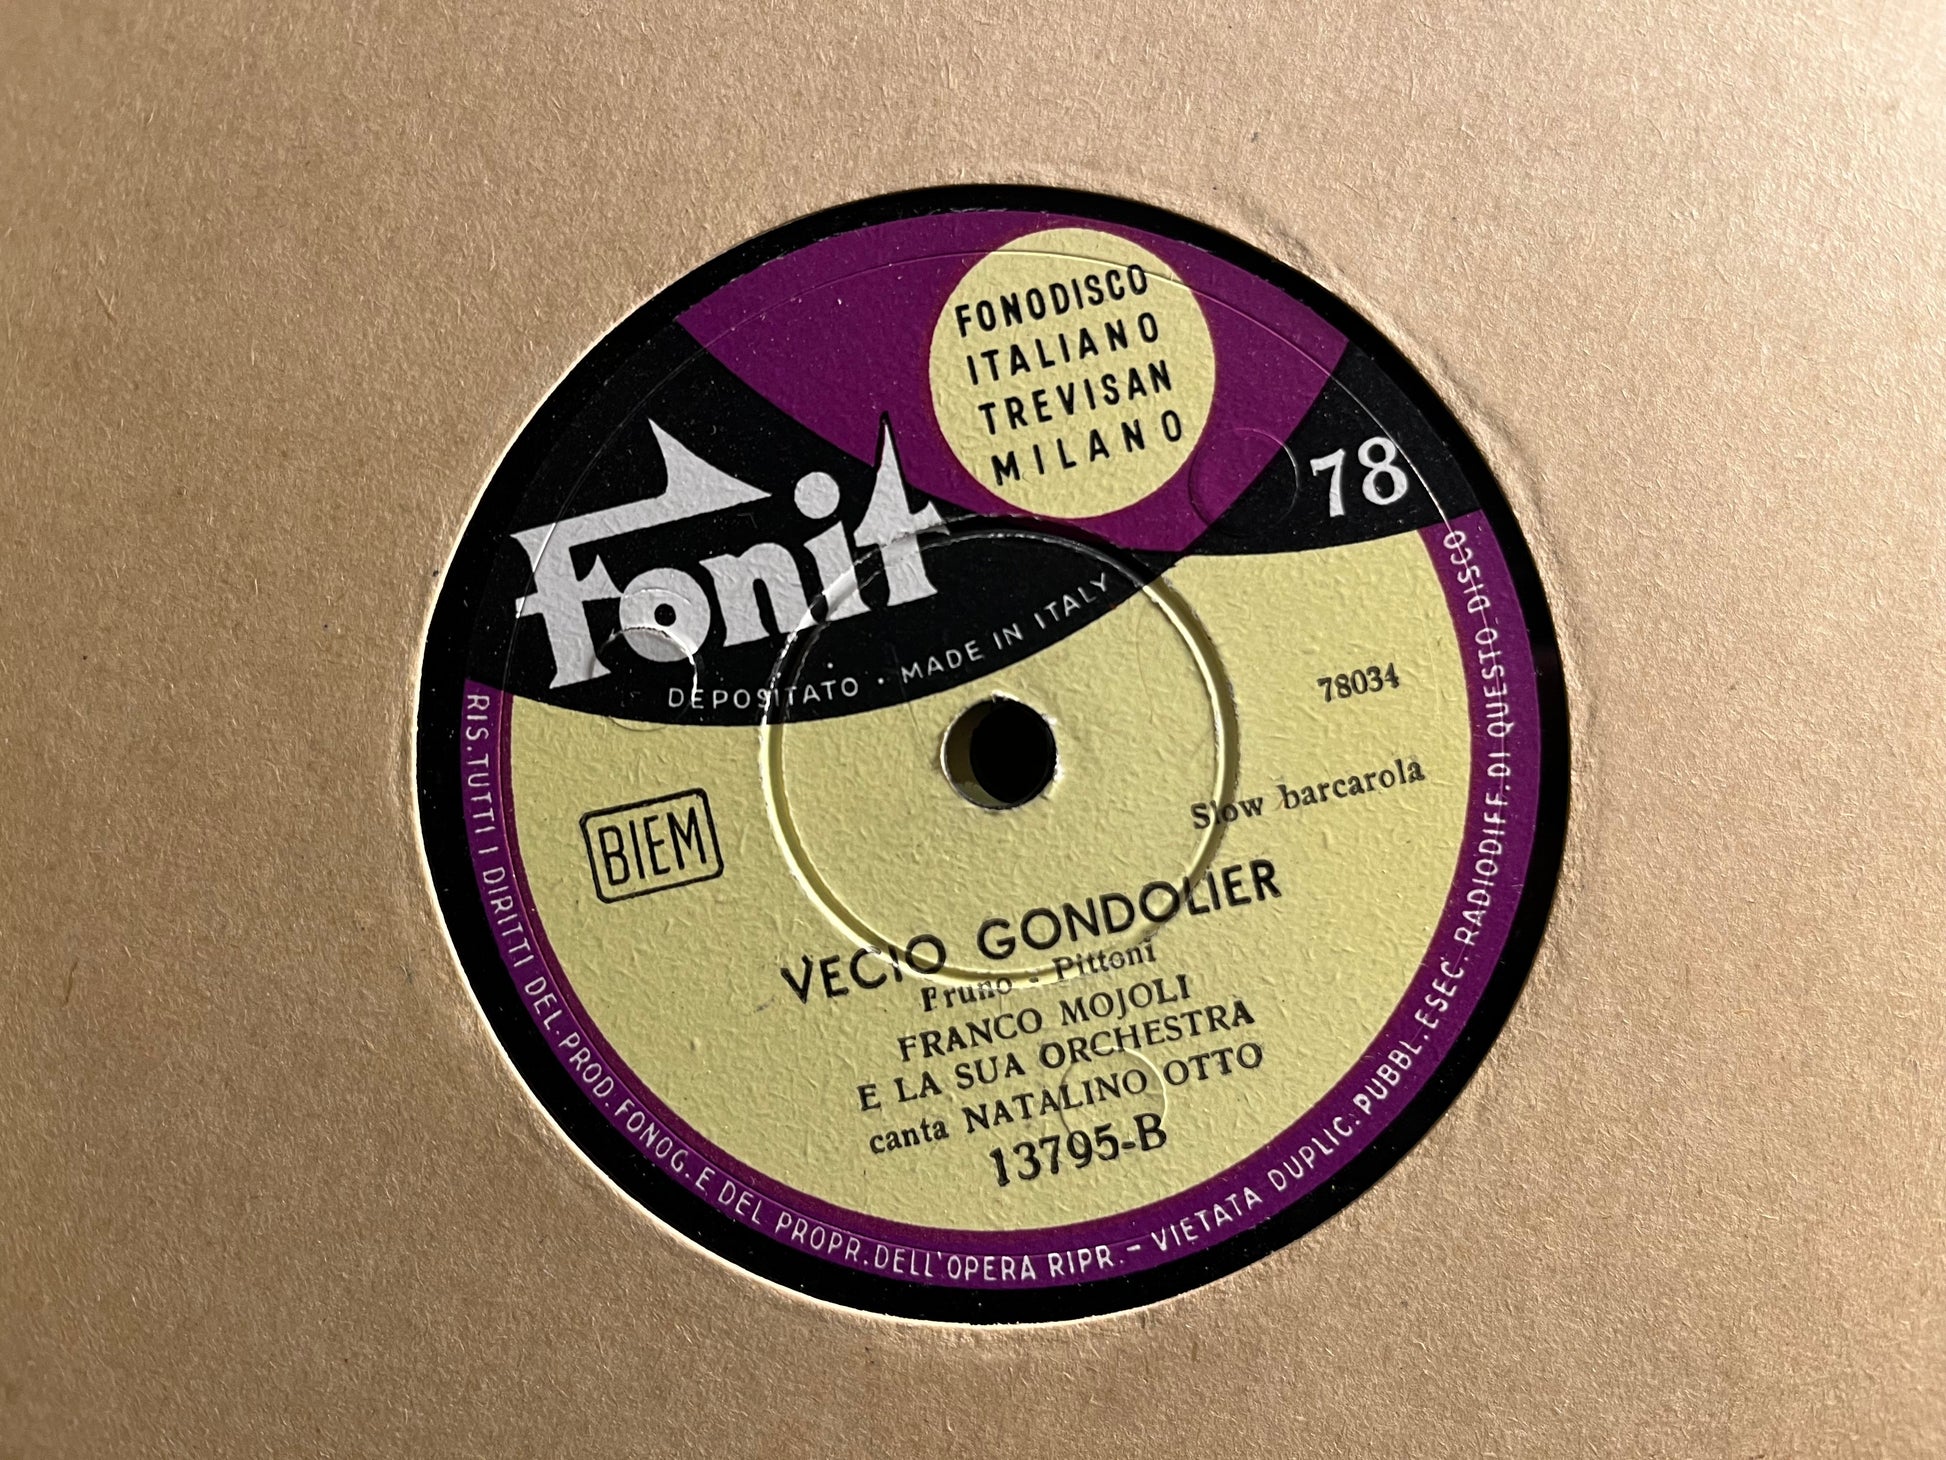 FONODISCO
ITALIANO
TREVISAN
MILANO
Fonit
78
DEPOSITATO · MADE IN ITALY
78034
BIEM
Slow barcarola
VECIO GONDOLIER
Fruno - Pittoni
FRANCO MOJOLI
E LA SUA ORCHESTRA
canta NATALINO OTTO
13795-B
RIS. TUTTI I DIRITTI DEL PROD. FONOG. E DEL PROPR. DELL'OPERA RIPR. - VIETATA DUPLIC. PUBBL. ESEC. RADIODIFF. DI QUESTO DISCO